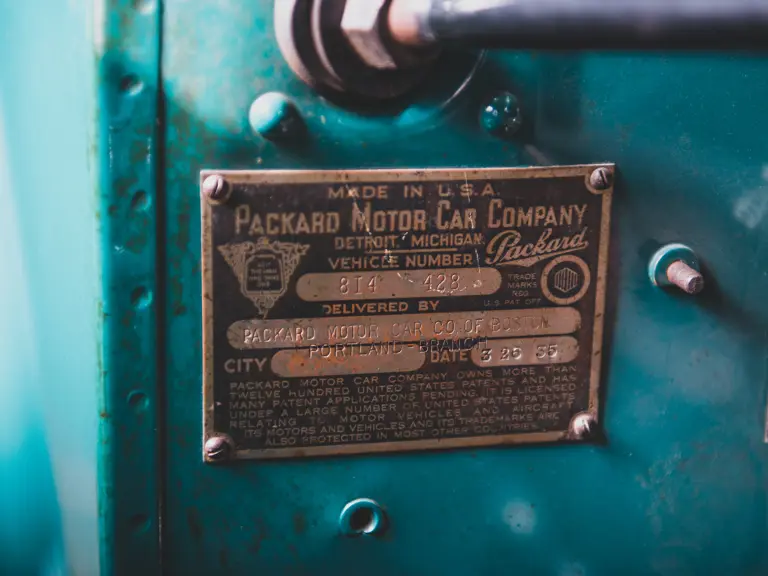 MADE IN U.S.A.
PACKARD MOTOR CAR COMPANY
DETROIT, MICHIGAN.
Packard
VEHICLE NUMBER
814 428
TRADE
MARKS
REG.
U.S. PAT. OFF.
DELIVERED BY
PACKARD MOTOR CAR CO. OF BOSTON
PORTLAND-BRANCH
CITY DATE 3 26 35
PACKARD MOTOR CAR COMPANY OWNS MORE THAN
TWELVE HUNDRED UNITED STATES PATENTS AND HAS
MANY PATENT APPLICATIONS PENDING. IT IS LICENSED
UNDER A LARGE NUMBER OF UNITED STATES PATENTS
RELATING TO MOTOR VEHICLES AND AIRCRAFT
ITS MOTORS AND VEHICLES AND ITS TRADEMARKS ARE
ALSO PROTECTED IN MOST OTHER COUNTRIES